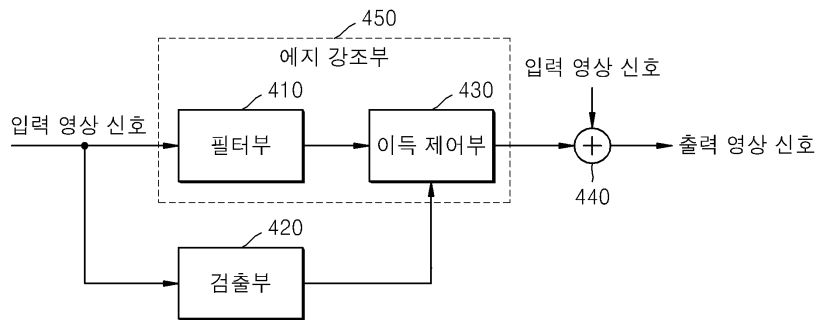 450
에지 강조부
입력 영상 신호
410
430
입력 영상 신호
필터부
이득 제어부
+
출력 영상 신호
440
420
검출부